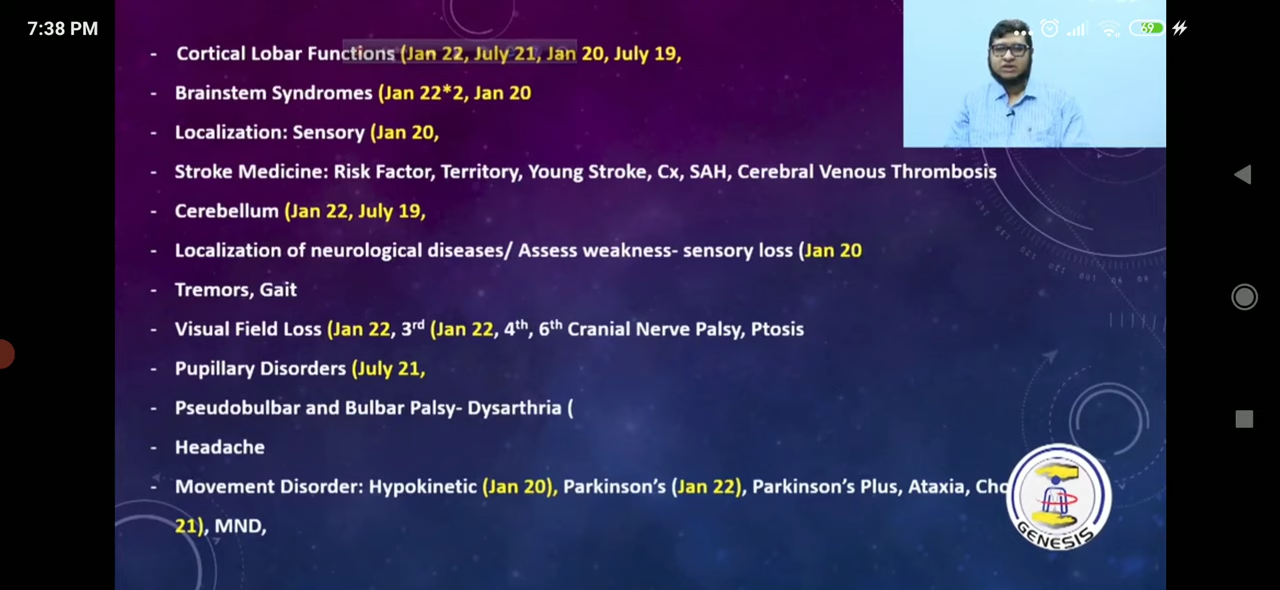 7:38 PM
69
- Cortical Lobar Functions (Jan 22, July 21, Jan 20, July 19,
- Brainstem Syndromes (Jan 22*2, Jan 20
- Localization: Sensory (Jan 20,
- Stroke Medicine: Risk Factor, Territory, Young Stroke, Cx, SAH, Cerebral Venous Thrombosis
- Cerebellum (Jan 22, July 19,
- Localization of neurological diseases/ Assess weakness- sensory loss (Jan 20
- Tremors, Gait
- Visual Field Loss (Jan 22, 3rd (Jan 22, 4th, 6th Cranial Nerve Palsy, Ptosis
- Pupillary Disorders (July 21,
- Pseudobulbar and Bulbar Palsy- Dysarthria (
- Headache
- Movement Disorder: Hypokinetic (Jan 20), Parkinson's (Jan 22), Parkinson's Plus, Ataxia,
21), MND,
GENESIS